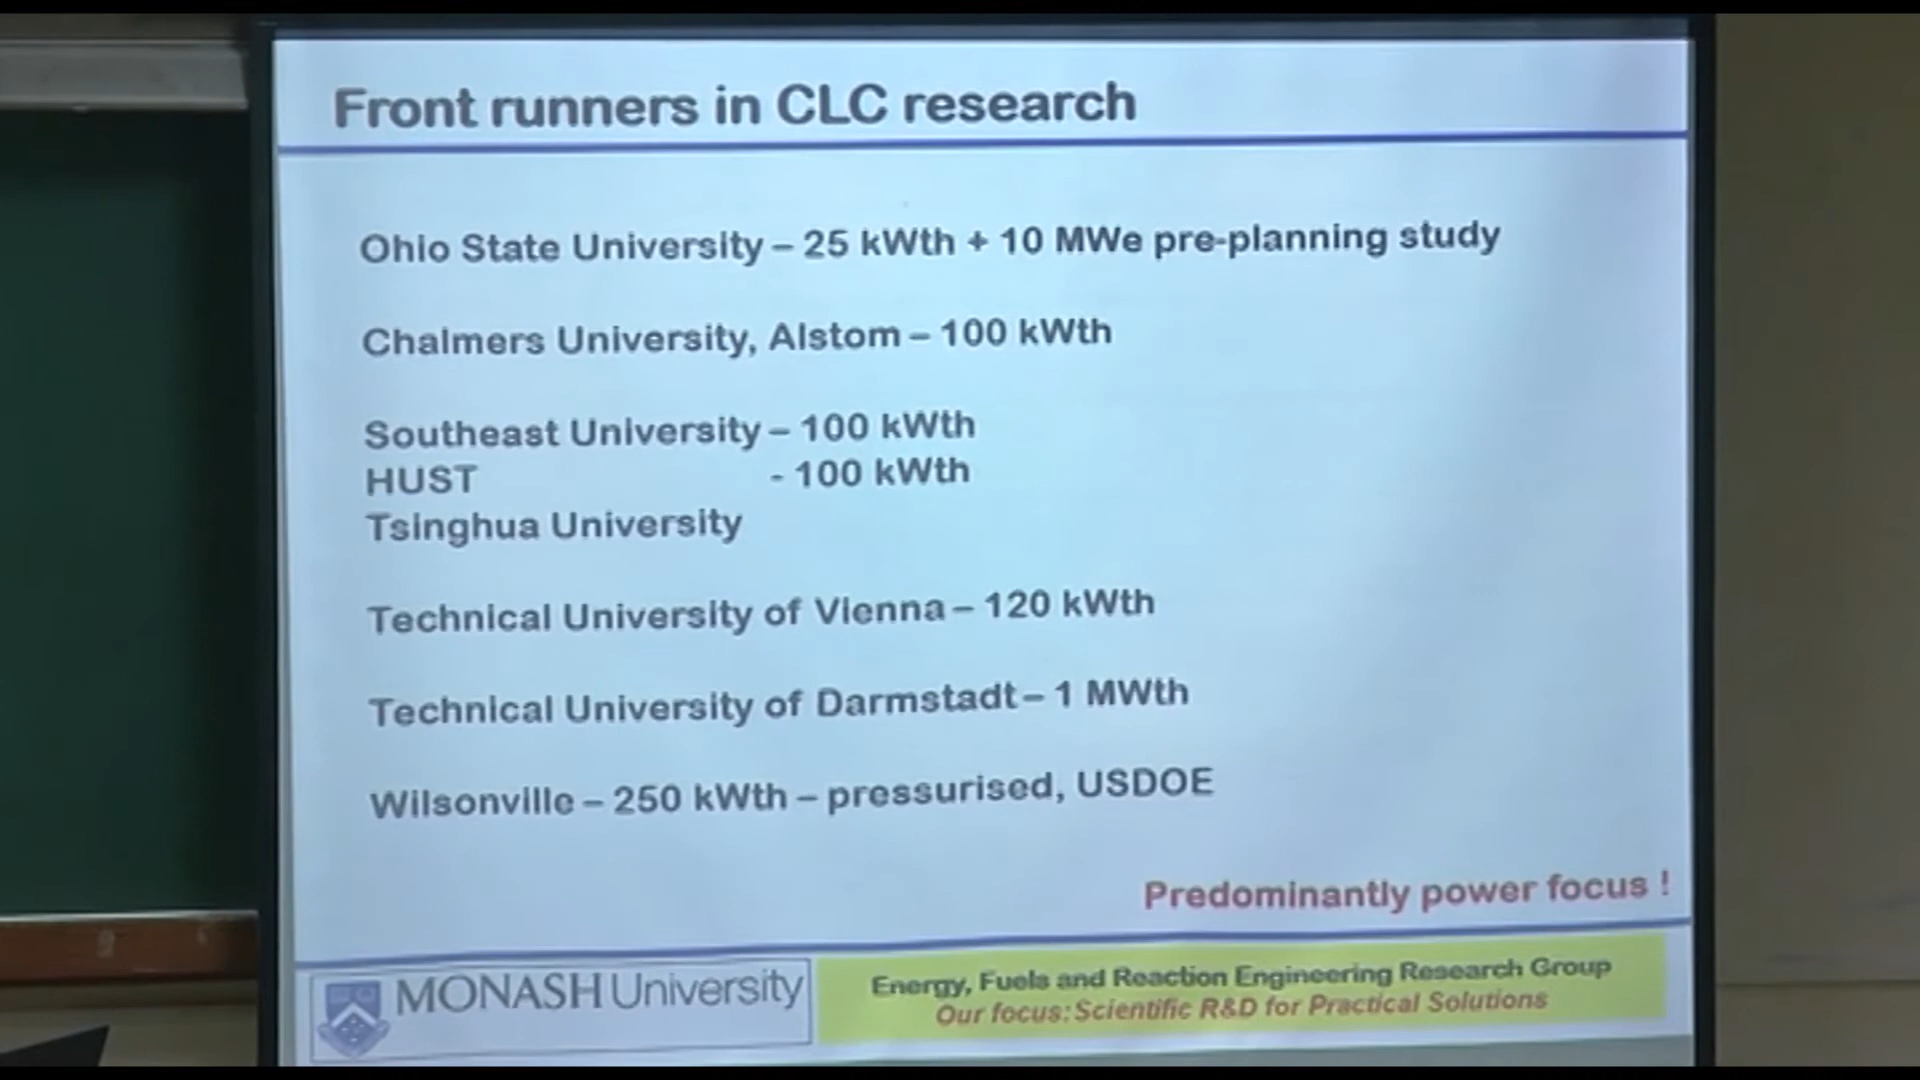 Front runners in CLC research
Ohio State University – 25 kWth + 10 MWe pre-planning study
Chalmers University, Alstom – 100 kWth
Southeast University – 100 kWth
HUST - 100 kWth
Tsinghua University
Technical University of Vienna – 120 kWth
Technical University of Darmstadt – 1 MWth
Wilsonville – 250 kWth – pressurised, USDOE
Predominantly power focus !
MONASH University
Energy, Fuels and Reaction Engineering Research Group
Our focus: Scientific R&D for Practical Solutions